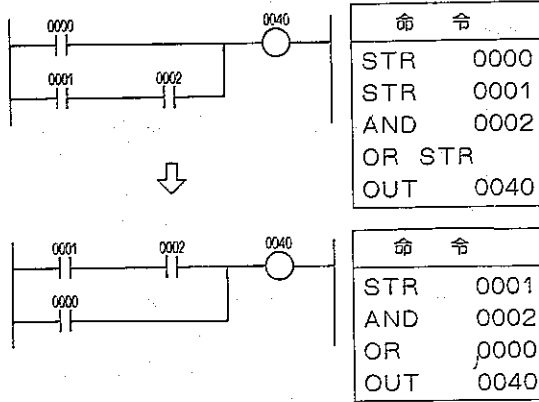 0000
0040
0001
0002
命 令
STR 0000
STR 0001
AND 0002
OR STR
OUT 0040
0001
0002
0040
0000
命 令
STR 0001
AND 0002
OR 0000
OUT 0040